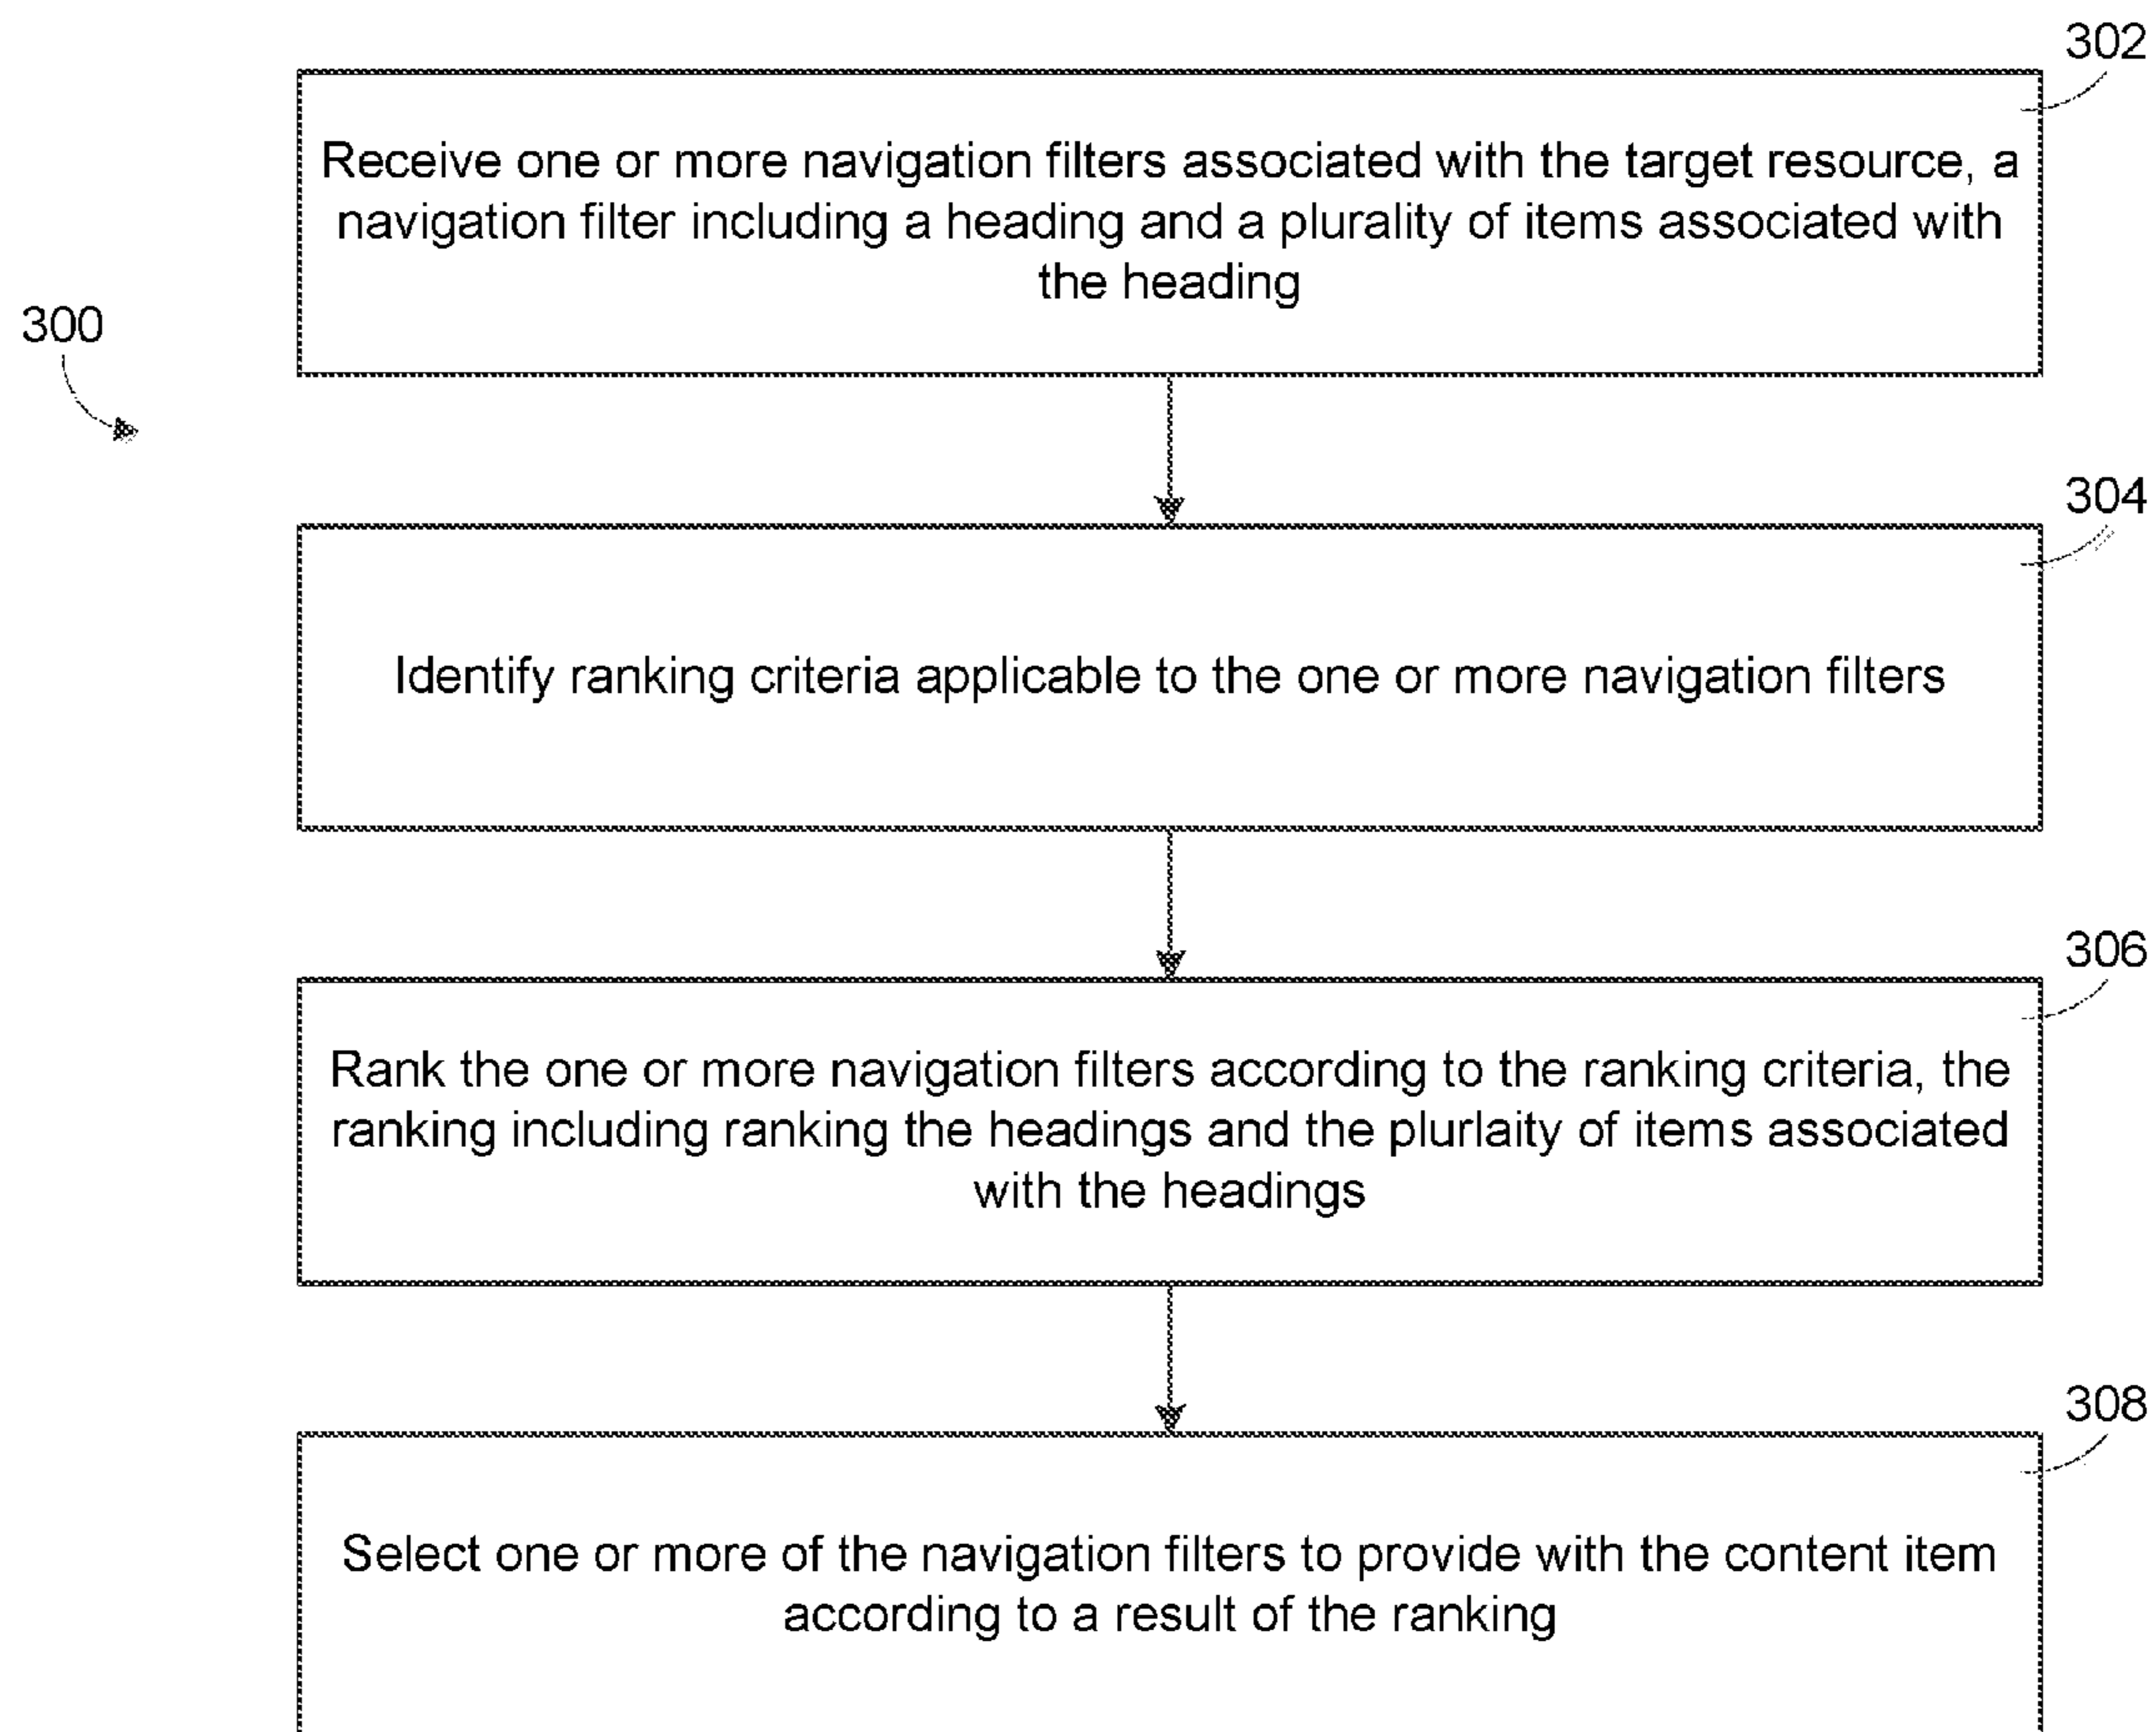 302
Receive one or more navigation filters associated with the target resource, a
navigation filter including a heading and a plurality of items associated with
the heading
300
304
Identify ranking criteria applicable to the one or more navigation filters
306
Rank the one or more navigation filters according to the ranking criteria, the
ranking including ranking the headings and the plurlaity of items associated
with the headings
308
Select one or more of the navigation filters to provide with the content item
according to a result of the ranking